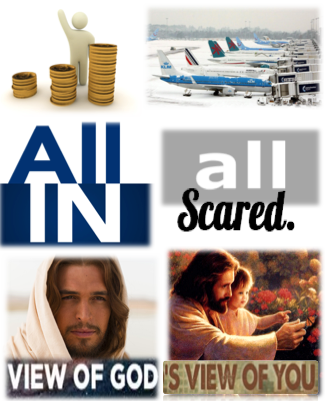 All
IN
all
Scared.
VIEW OF GOD
'S VIEW OF YOU